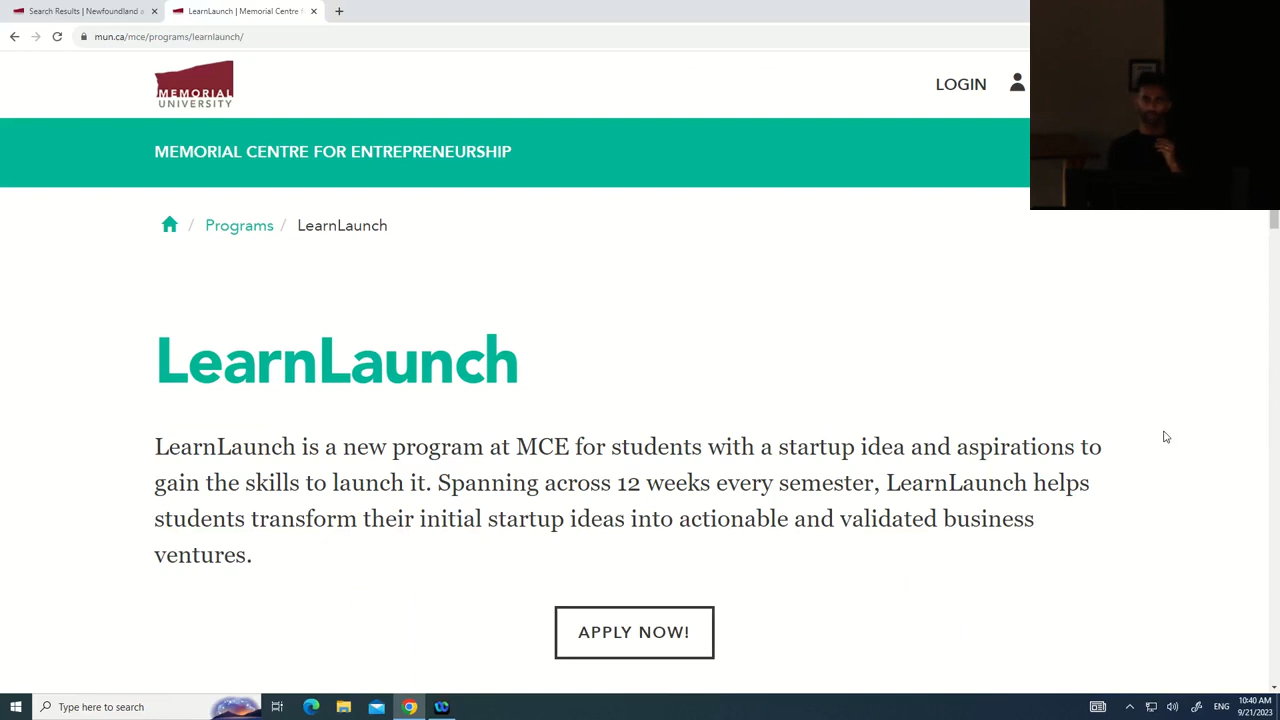 Search Results | Newfoundland a
LearnLaunch | Memorial Centre f
mun.ca/mce/programs/learnlaunch/
MEMORIAL
UNIVERSITY
LOGIN
MEMORIAL CENTRE FOR ENTREPRENEURSHIP
/ Programs / LearnLaunch
LearnLaunch
LearnLaunch is a new program at MCE for students with a startup idea and aspirations to
gain the skills to launch it. Spanning across 12 weeks every semester, LearnLaunch helps
students transform their initial startup ideas into actionable and validated business
ventures.
APPLY NOW!
Type here to search
ENG
10:40 AM
9/21/2023